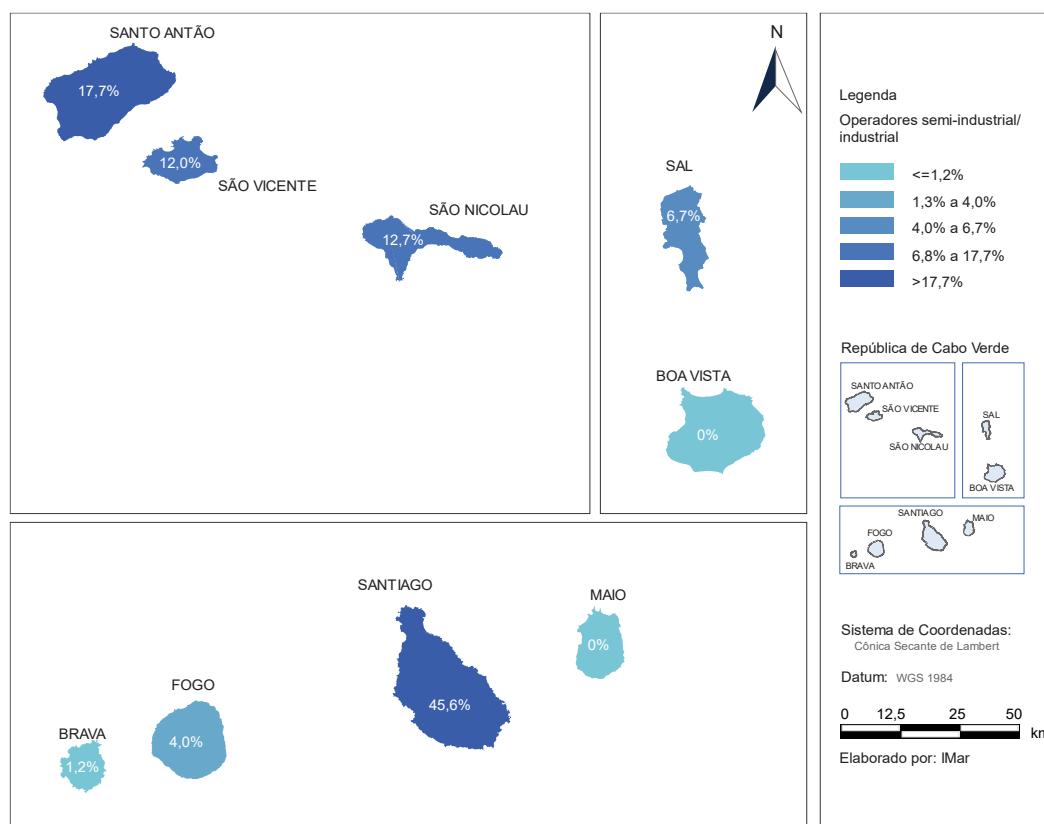 SANTO ANTÃO
17,7%
12,0%
SÃO VICENTE
SÃO NICOLAU
12,7%
N
SAL
6,7%
BOA VISTA
0%
SANTIAGO
45,6%
MAIO
0%
FOGO
4,0%
BRAVA
1,2%
Legenda
Operadores semi-industrial/
industrial
<=1,2%
1,3% a 4,0%
4,0% a 6,7%
6,8% a 17,7%
>17,7%
República de Cabo Verde
SANTO ANTÃO
SÃO VICENTE
SÃO NICOLAU
SAL
BOA VISTA
SANTIAGO
MAIO
FOGO
BRAVA
Sistema de Coordenadas:
Cônica Secante de Lambert
Datum: WGS 1984
0 12,5 25 50
km
Elaborado por: IMar